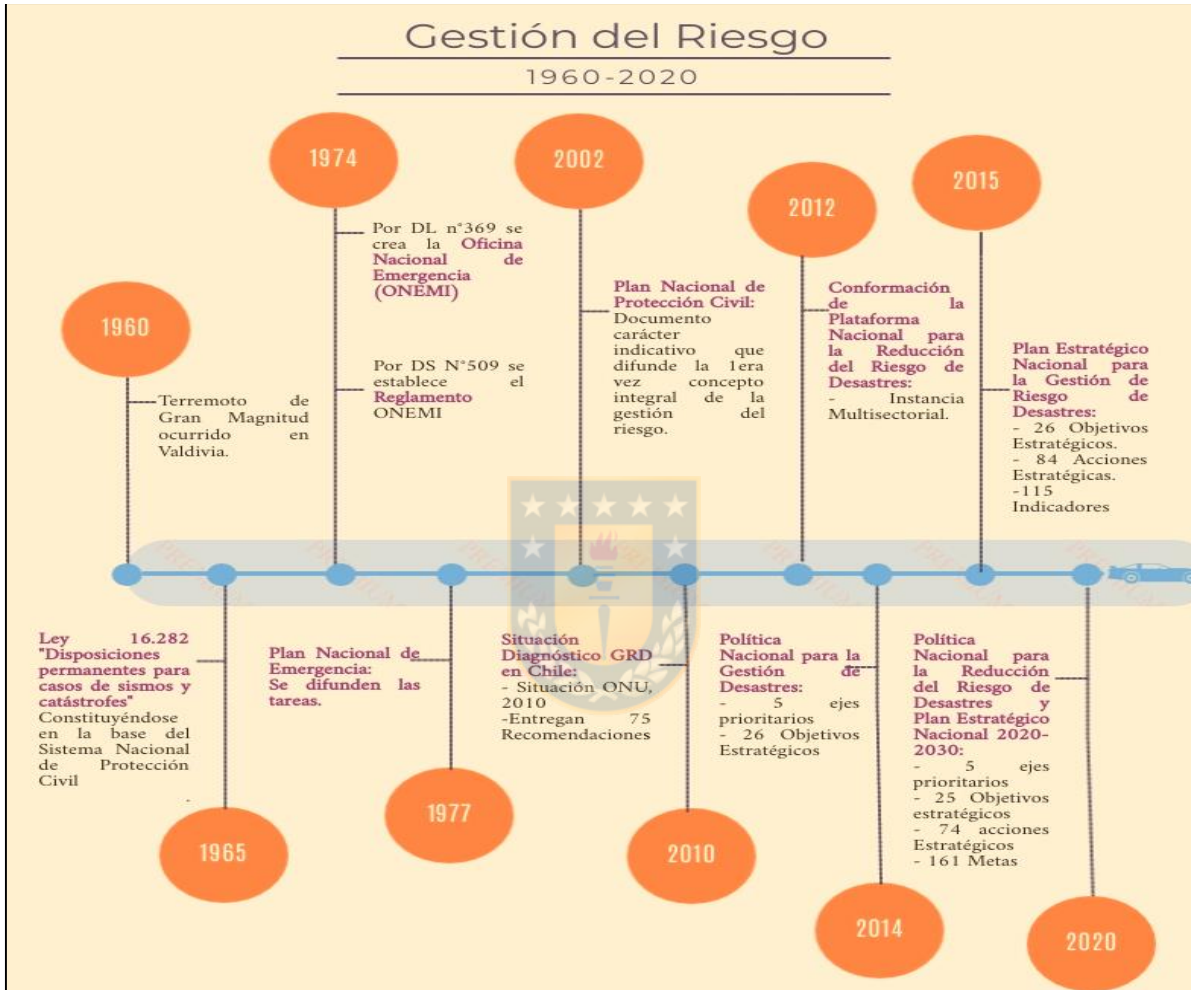 Gestión del Riesgo
1960-2020
1960
Terremoto de
Gran Magnitud
ocurrido en
Valdivia.
Ley 16.282
"Disposiciones
permanentes para
casos de sismos y
catástrofes"
Constituyéndose
en la base del
Sistema Nacional
de Protección
Civil
.
1965
1974
Por DL n°369 se
crea la Oficina
Nacional de
Emergencia
(ONEMI)
Por DS N°509 se
establece el
Reglamento
ONEMI
Plan Nacional de
Emergencia:
Se difunden las
tareas.
1977
2002
Plan Nacional de
Protección Civil:
Documento
carácter
indicativo que
difunde la 1era
vez concepto
integral de la
gestión del
riesgo.
Situación
Diagnóstico GRD
en Chile:
- Situación ONU,
2010
-Entregan 75
Recomendaciones
2010
2012
Conformación
de la
Plataforma
Nacional para
la Reducción
del Riesgo de
Desastres:
- Instancia
Multisectorial.
Política
Nacional para la
Gestión de
Desastres:
- 5 ejes
prioritarios
- 26 Objetivos
Estratégicos
2014
2015
Plan Estratégico
Nacional para
la Gestión de
Riesgo de
Desastres:
- 26 Objetivos
Estratégicos.
- 84 Acciones
Estratégicas.
-115
Indicadores
Política
Nacional para
la Reducción
del Riesgo de
Desastres y
Plan Estratégico
Nacional 2020-
2030:
- 5 ejes
prioritarios
- 25 Objetivos
estratégicos
- 74 acciones
Estratégicos
- 161 Metas
2020